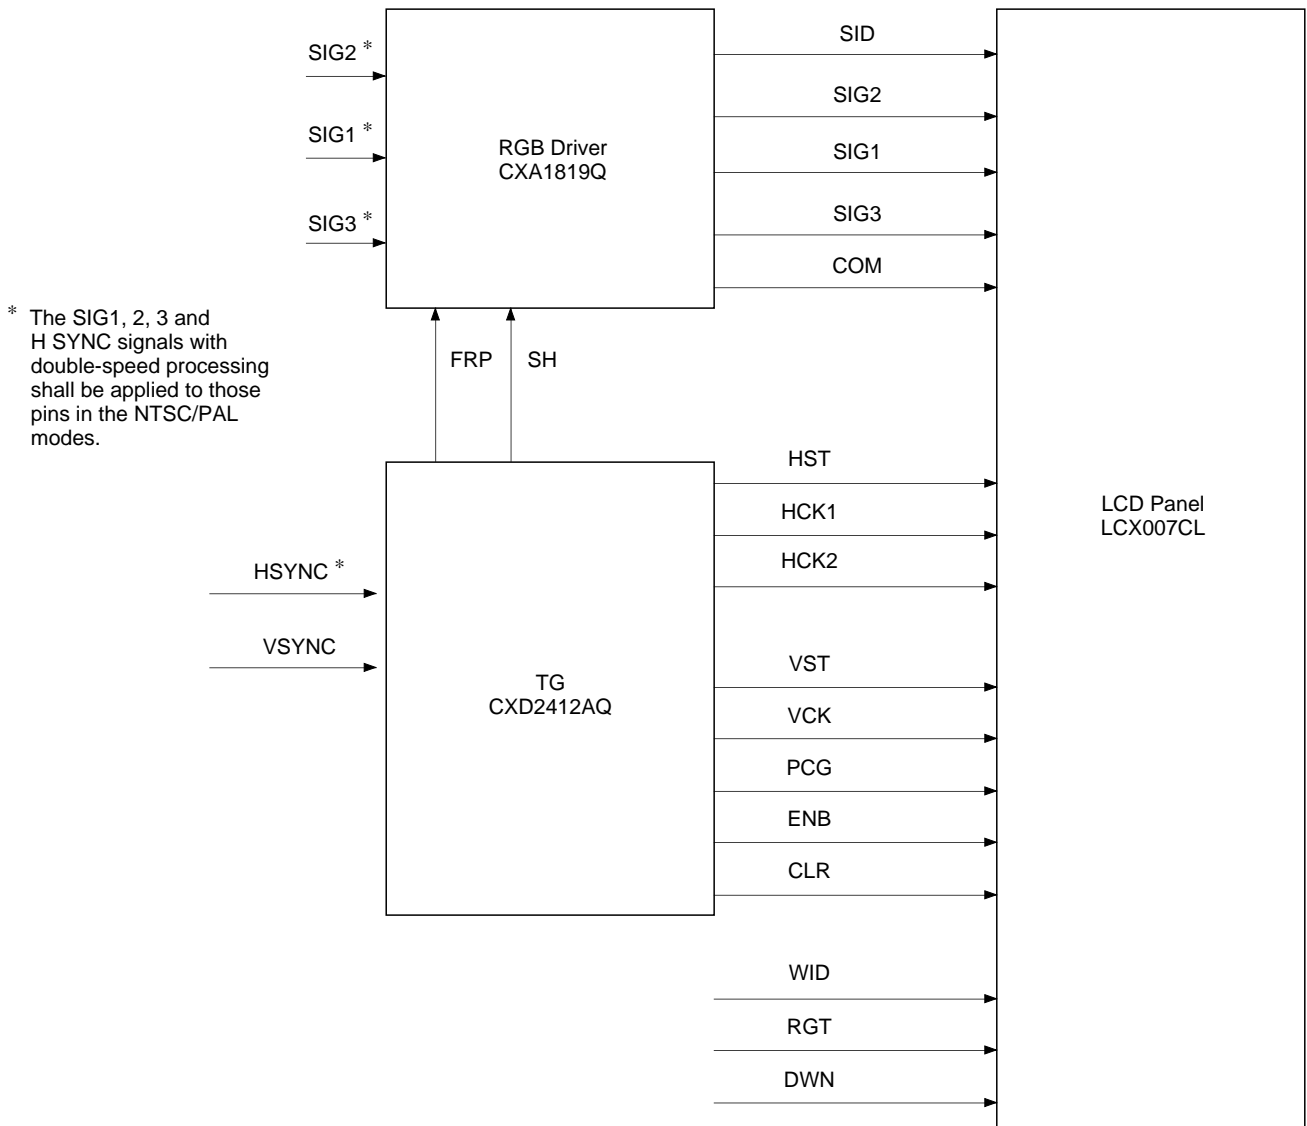 SID
SIG2 *
SIG2
SIG1 *
RGB Driver
CXA1819Q
SIG1
SIG3 *
SIG3
COM
* The SIG1, 2, 3 and
H SYNC signals with
double-speed processing
shall be applied to those
pins in the NTSC/PAL
modes.
FRP
SH
HST
HCK1
HCK2
LCD Panel
LCX007CL
HSYNC *
VSYNC
TG
CXD2412AQ
VST
VCK
PCG
ENB
CLR
WID
RGT
DWN